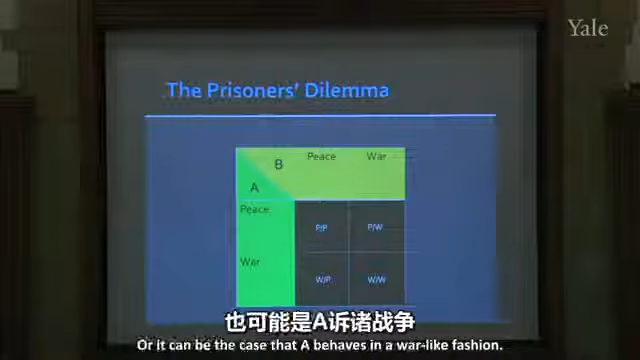 Yale
The Prisoners' Dilemma
B Peace War
A
Peace P/P P/W
War W/P W/W
也可能是A诉诸战争
Or it can be the case that A behaves in a war-like fashion.